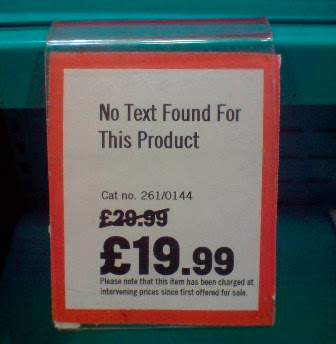 No Text Found For
This Product
Cat no. 261/0144
£29.99
£19.99
Please note that this item has been charged at
intervening prices since first offered for sale.